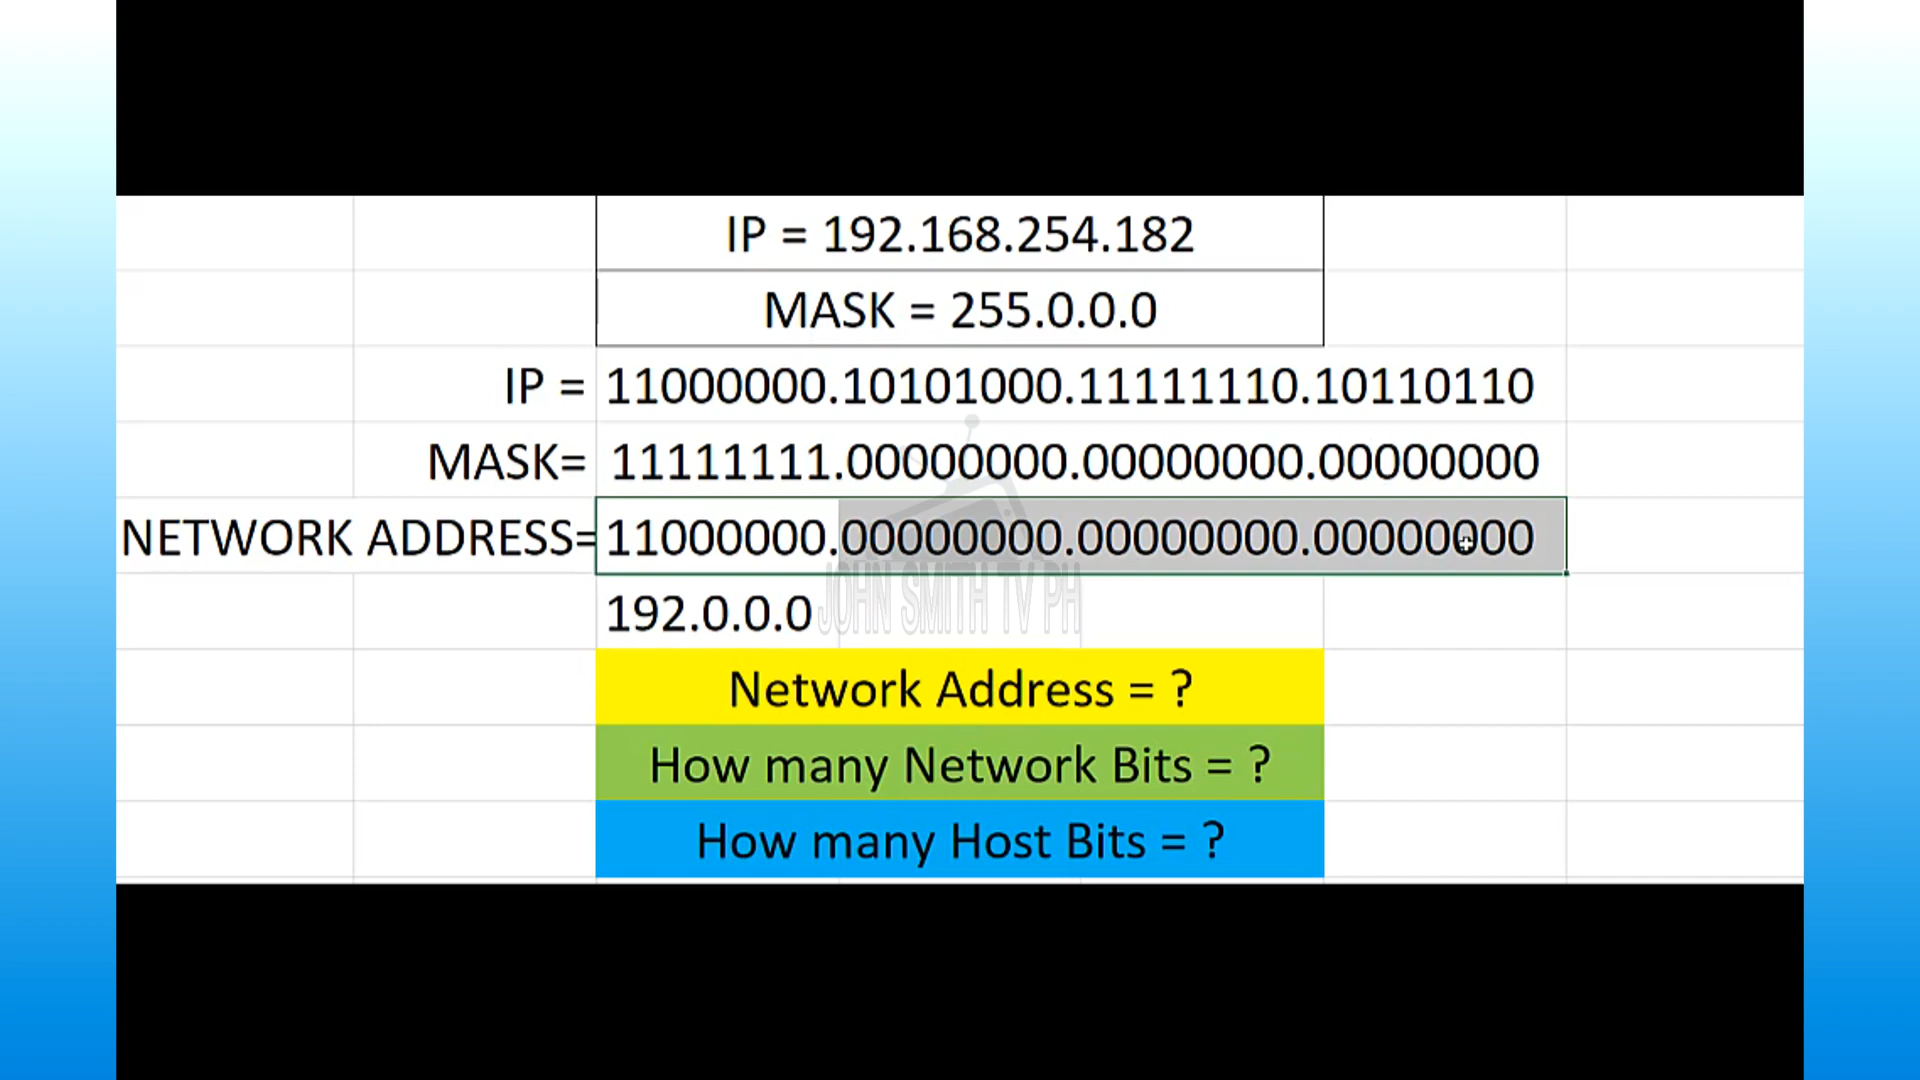 IP = 192.168.254.182
MASK = 255.0.0.0
IP = 11000000.10101000.11111110.10110110
MASK= 11111111.00000000.00000000.00000000
NETWORK ADDRESS= 11000000.00000000.00000000.00000000
192.0.0.0
JOHN SMITH TV PH
Network Address = ?
How many Network Bits = ?
How many Host Bits = ?